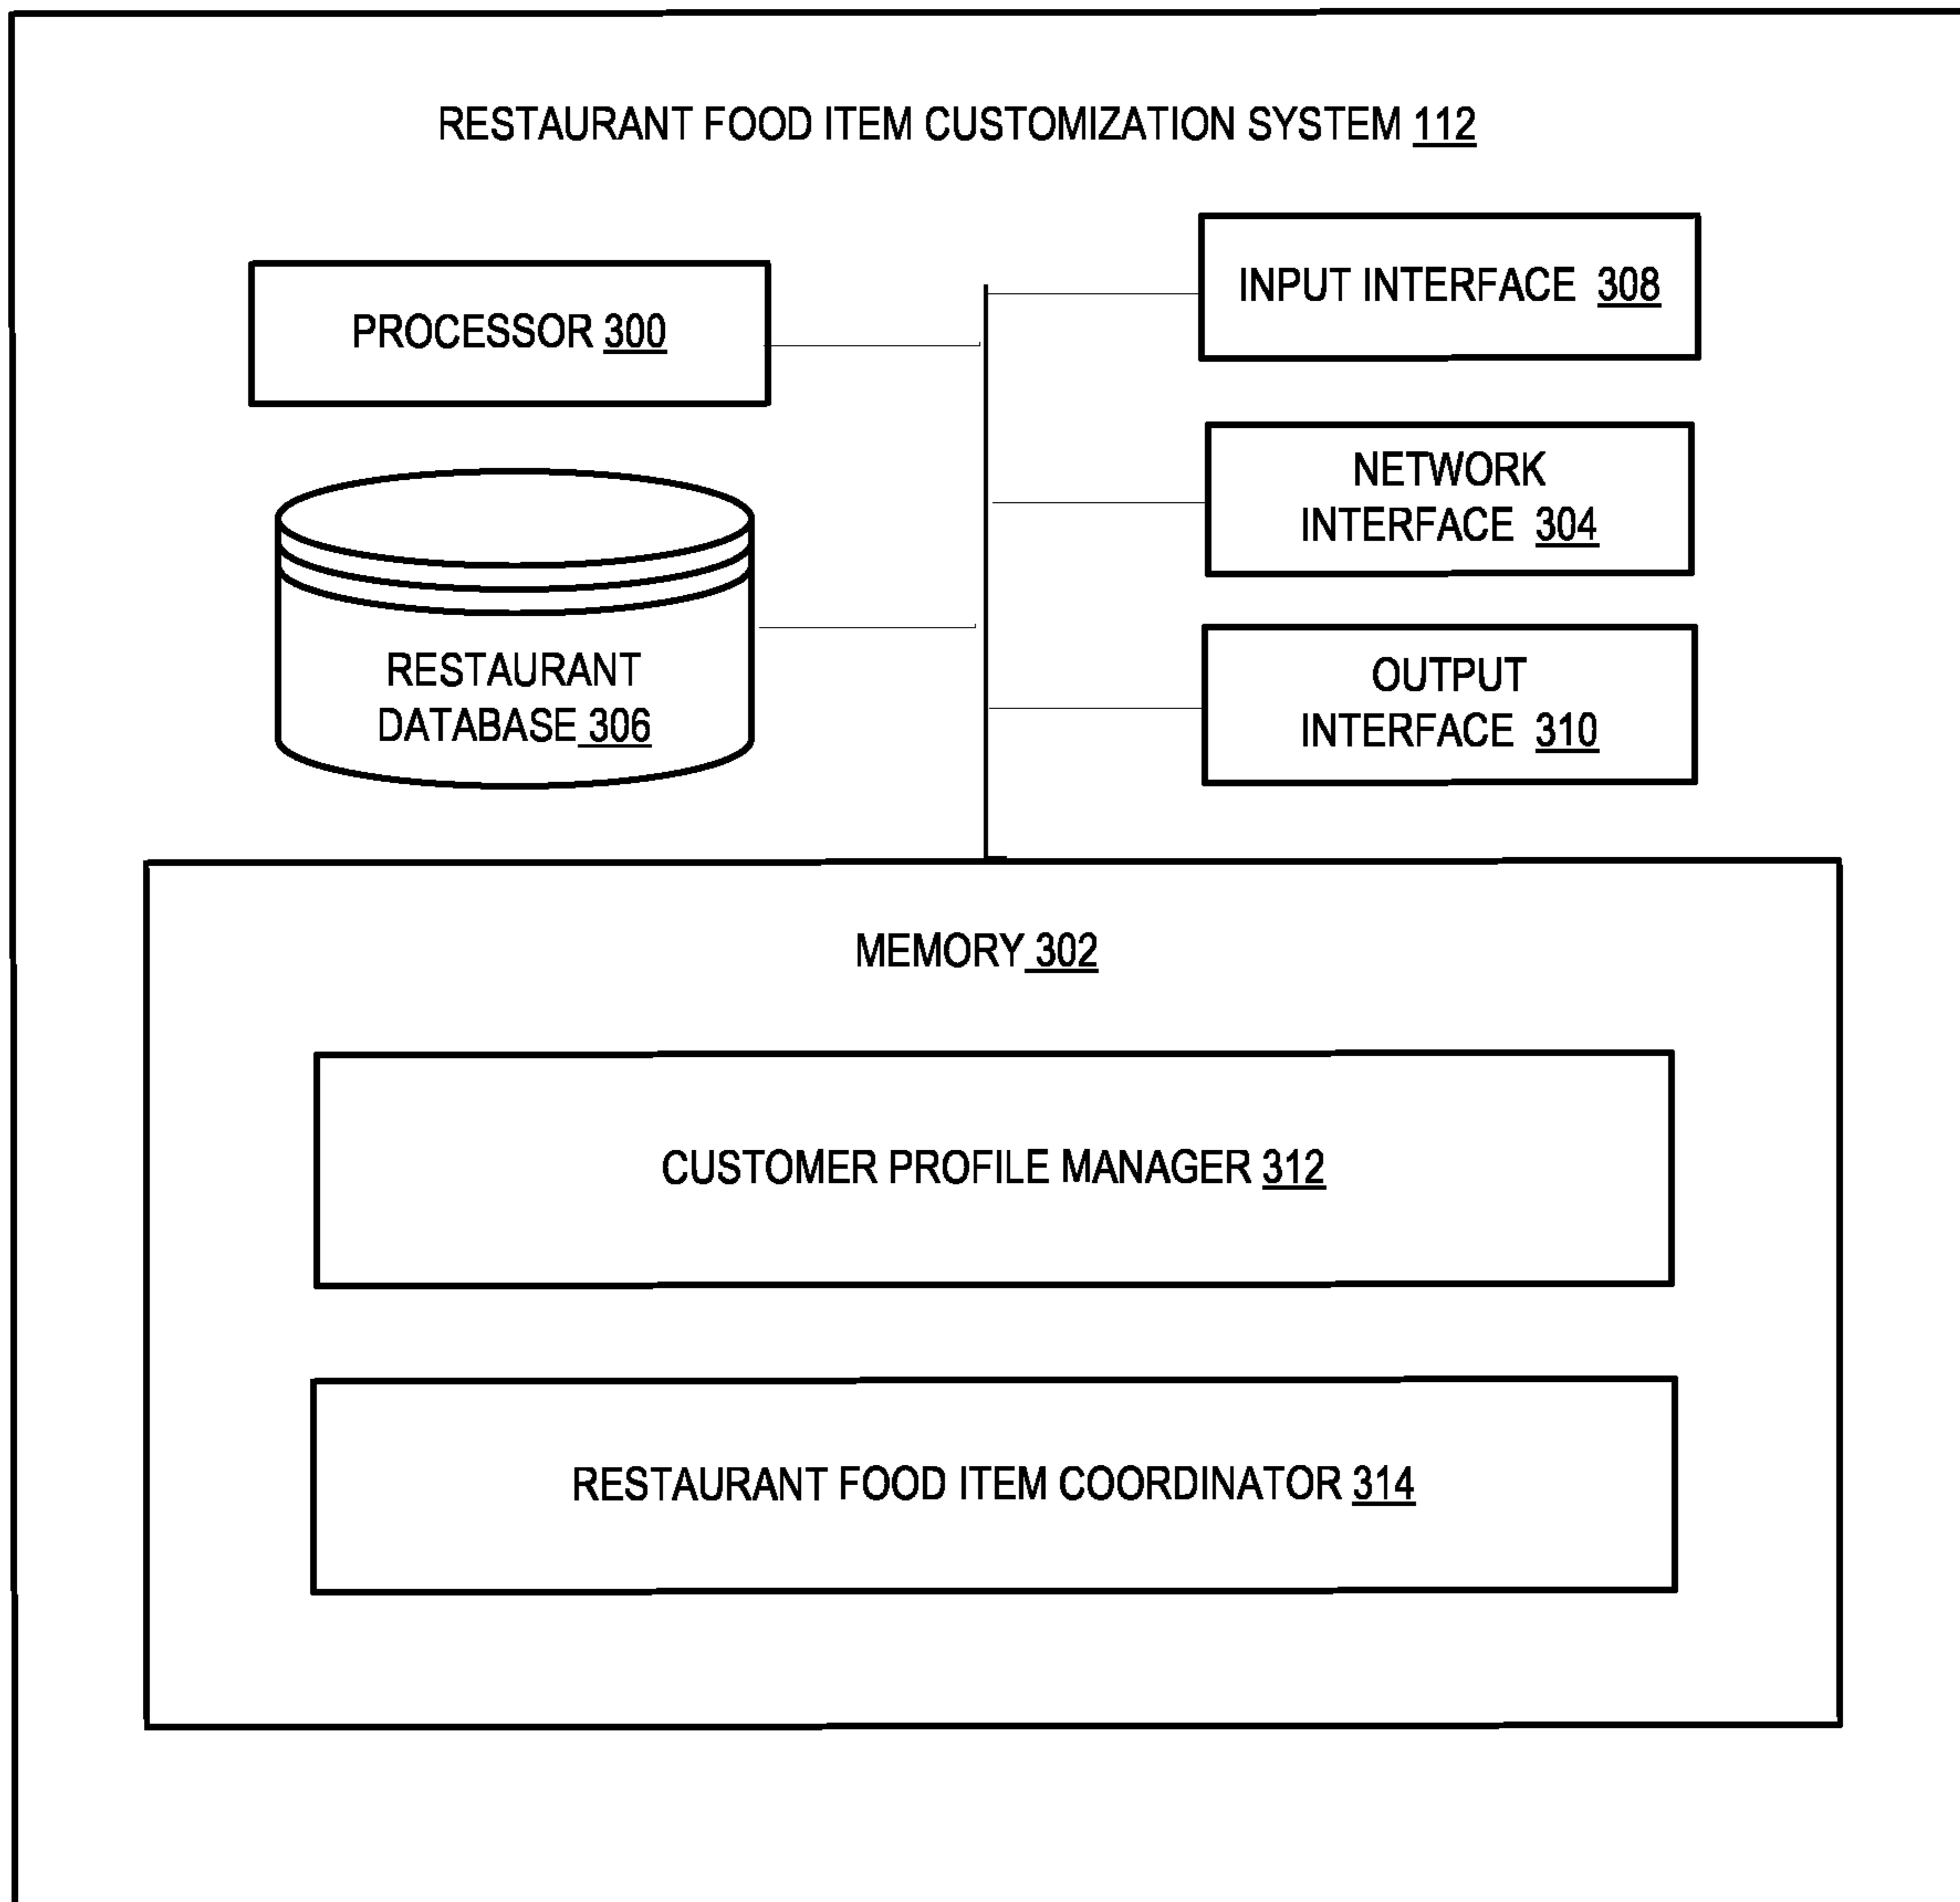 RESTAURANT FOOD ITEM CUSTOMIZATION SYSTEM 112
PROCESSOR 300
INPUT INTERFACE 308
NETWORK
INTERFACE 304
RESTAURANT
DATABASE 306
OUTPUT
INTERFACE 310
MEMORY 302
CUSTOMER PROFILE MANAGER 312
RESTAURANT FOOD ITEM COORDINATOR 314